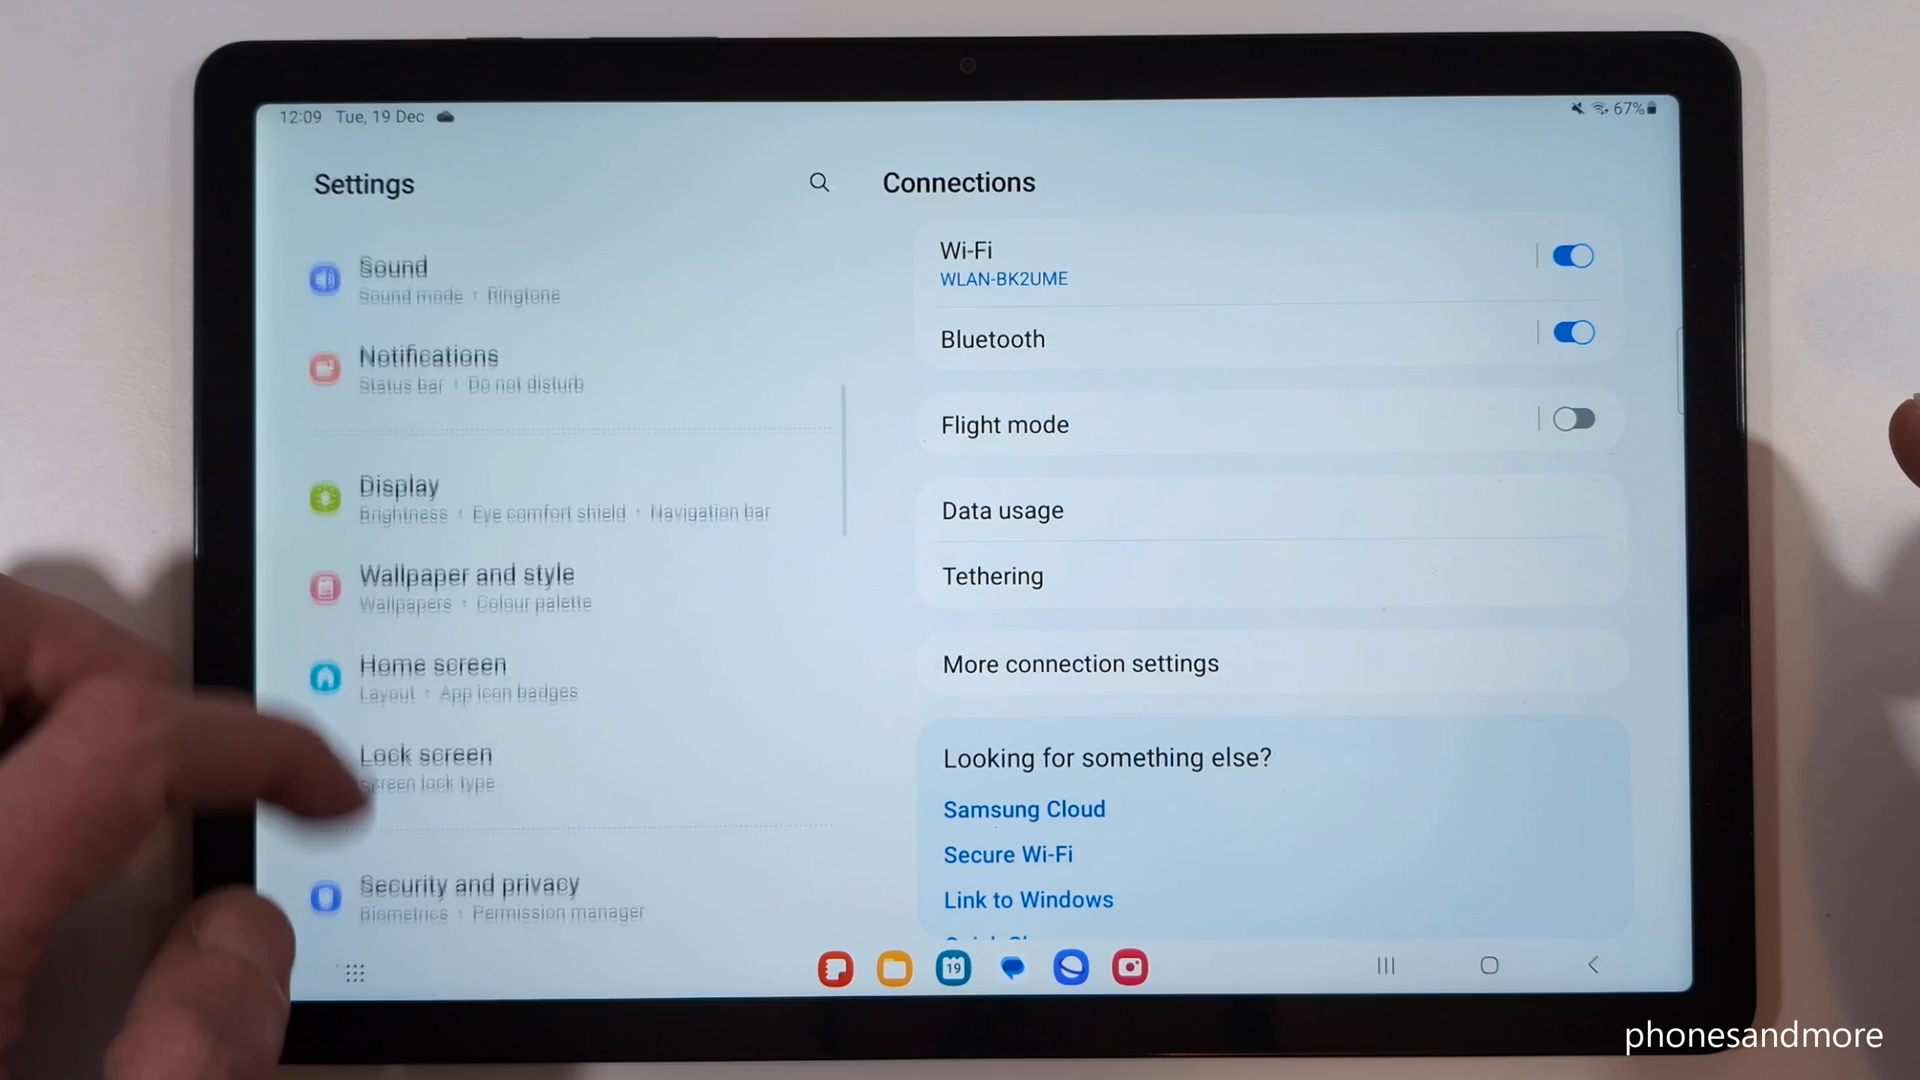 12:09 Tue, 19 Dec
67%
Settings
Sound
Sound mode • Ringtone
Notifications
Status bar • Do not disturb
Display
Brightness • Eye comfort shield • Navigation bar
Wallpaper and style
Wallpapers • Colour palette
Home screen
Layout • App icon badges
Lock screen
Screen lock type
Security and privacy
Biometrics • Permission manager
Connections
Wi-Fi
WLAN-BK2UME
Bluetooth
Flight mode
Data usage
Tethering
More connection settings
Looking for something else?
Samsung Cloud
Secure Wi-Fi
Link to Windows
19
phonesandmore